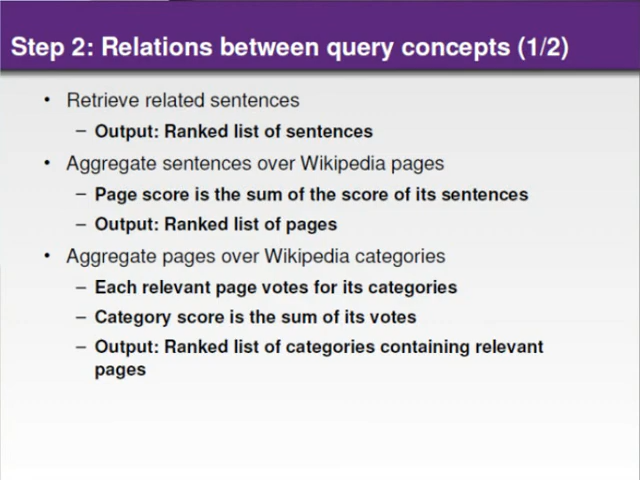 Step 2: Relations between query concepts (1/2)
• Retrieve related sentences
– Output: Ranked list of sentences
• Aggregate sentences over Wikipedia pages
– Page score is the sum of the score of its sentences
– Output: Ranked list of pages
• Aggregate pages over Wikipedia categories
– Each relevant page votes for its categories
– Category score is the sum of its votes
– Output: Ranked list of categories containing relevant
pages